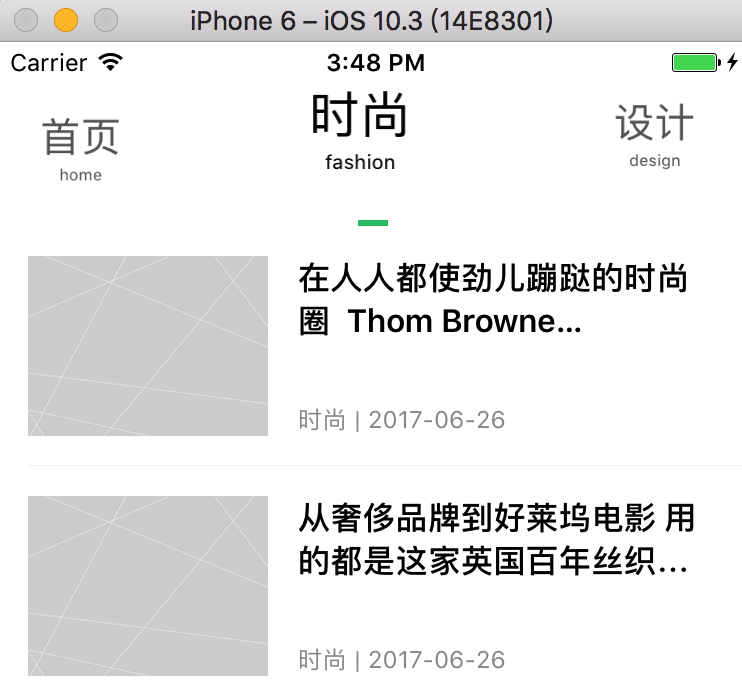 iPhone 6 – iOS 10.3 (14E8301)
Carrier 3:48 PM
首页 时尚 设计
home fashion design
在人人都使劲儿蹦跶的时尚
圈 Thom Browne...
时尚 | 2017-06-26
从奢侈品牌到好莱坞电影 用
的都是这家英国百年丝织...
时尚 | 2017-06-26